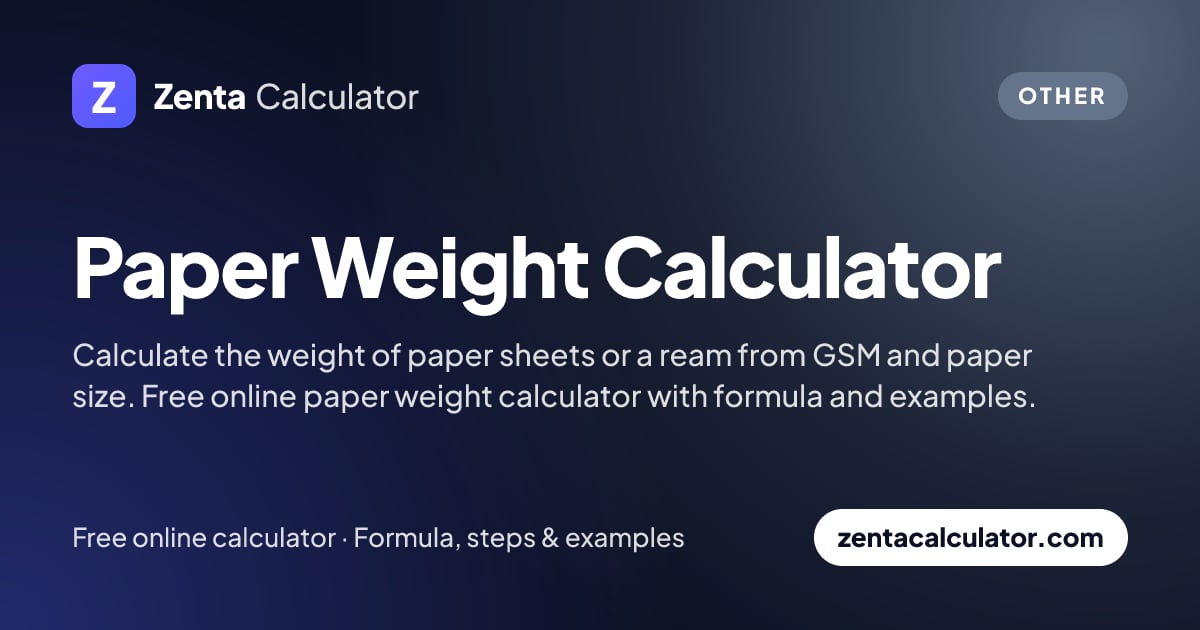 Z
Zenta Calculator
OTHER
Paper Weight Calculator
Calculate the weight of paper sheets or a ream from GSM and paper
size. Free online paper weight calculator with formula and examples.
Free online calculator · Formula, steps & examples
zentacalculator.com